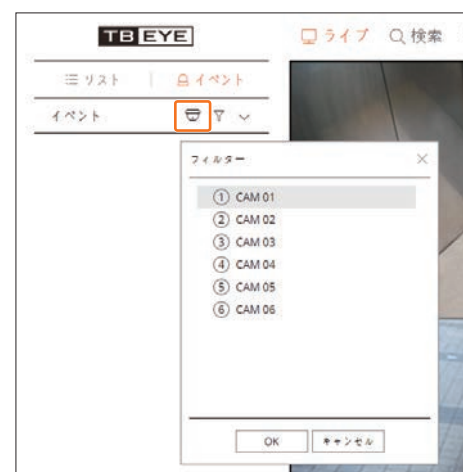 TB EYE
ライブ 検索
リスト イベント
イベント
フィルター
① CAM 01
② CAM 02
③ CAM 03
④ CAM 04
⑤ CAM 05
⑥ CAM 06
OK キャンセル